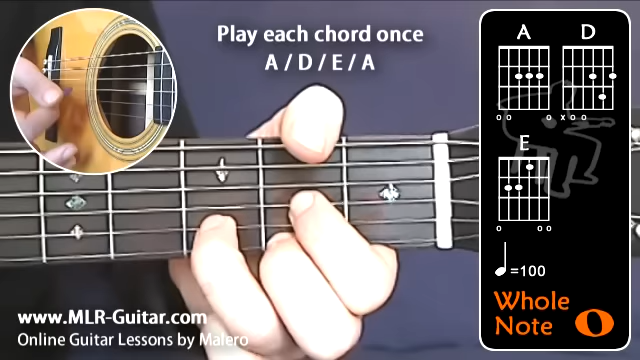 Play each chord once
A / D / E / A
A D
o o o x o o
E
o o o
=100
Whole
Note
www.MLR-Guitar.com
Online Guitar Lessons by Malero